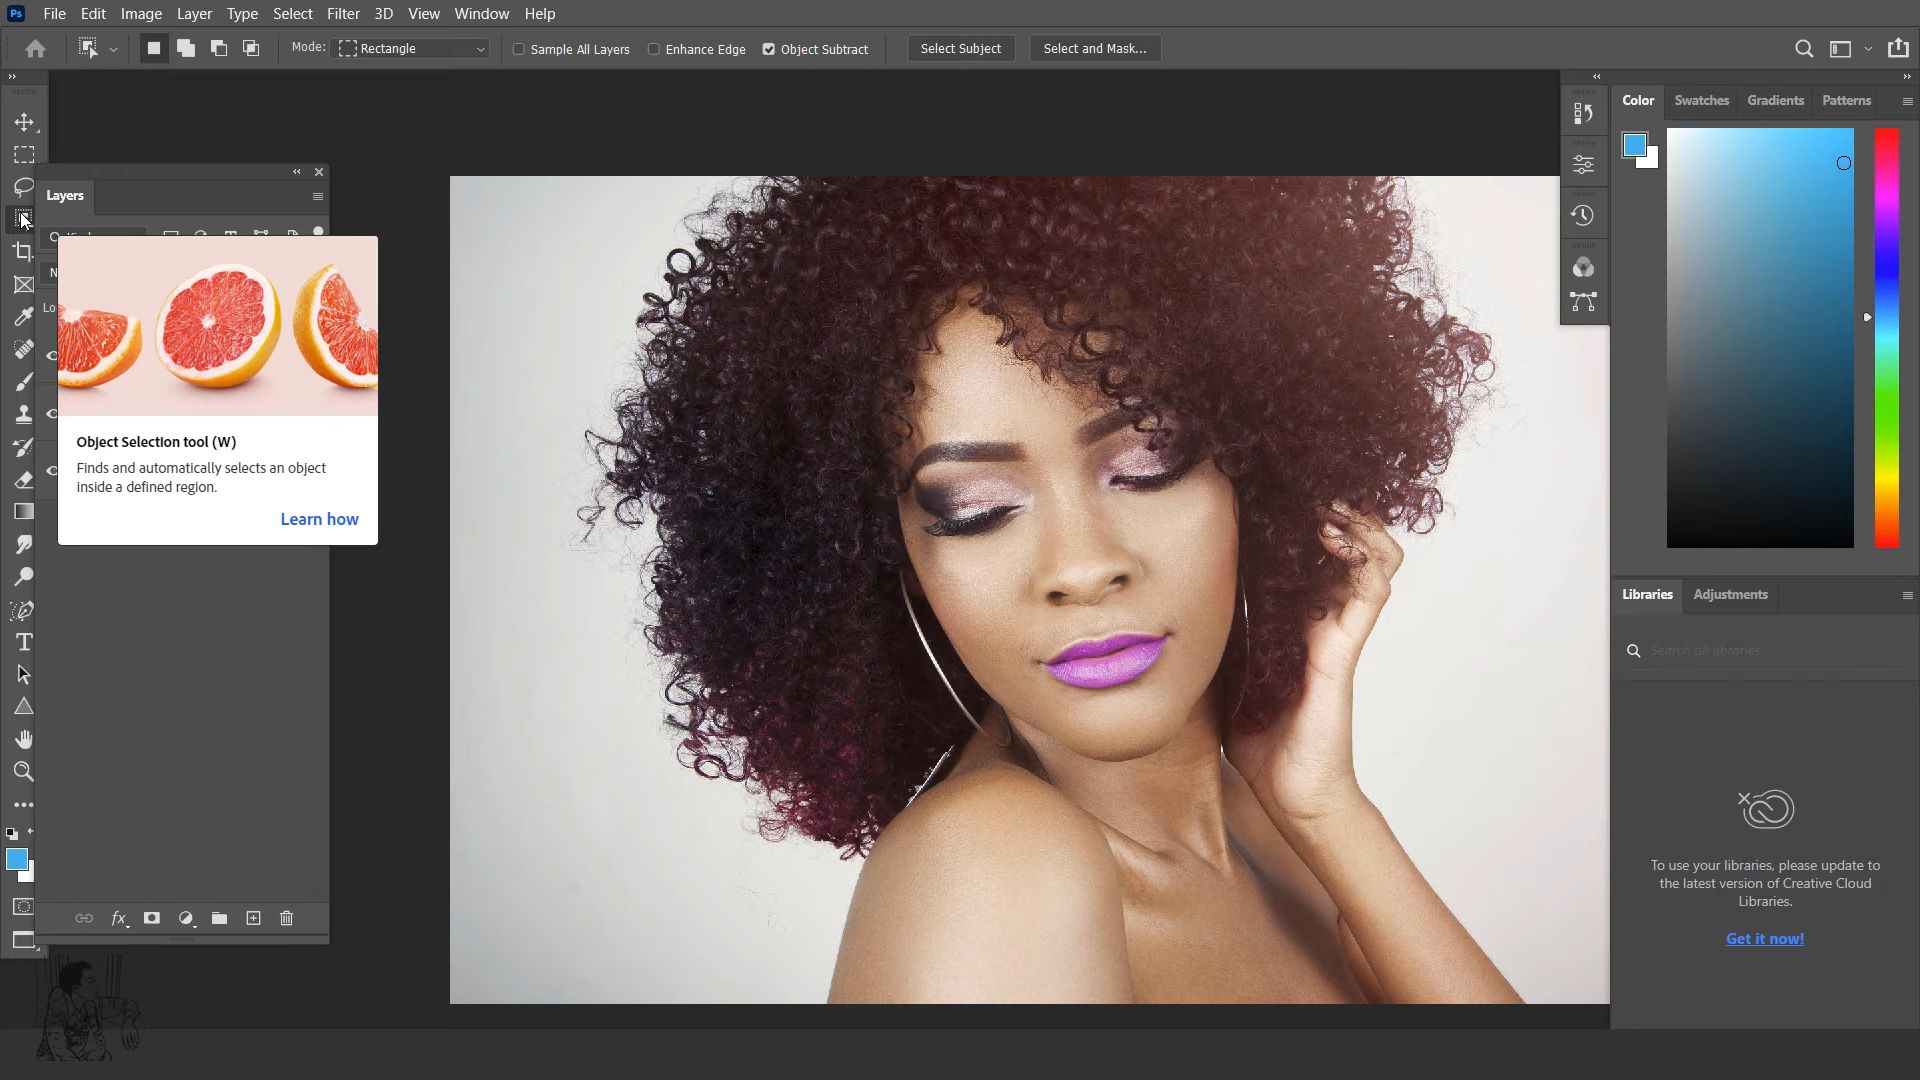 Ps File Edit Image Layer Type Select Filter 3D View Window Help
Mode: Rectangle Sample All Layers Enhance Edge Object Subtract Select Subject Select and Mask...
Color Swatches Gradients Patterns
Layers
Object Selection tool (W)
Finds and automatically selects an object
inside a defined region.
Learn how
Libraries Adjustments
Search all libraries
To use your libraries, please update to
the latest version of Creative Cloud
Libraries.
Get it now!
fx